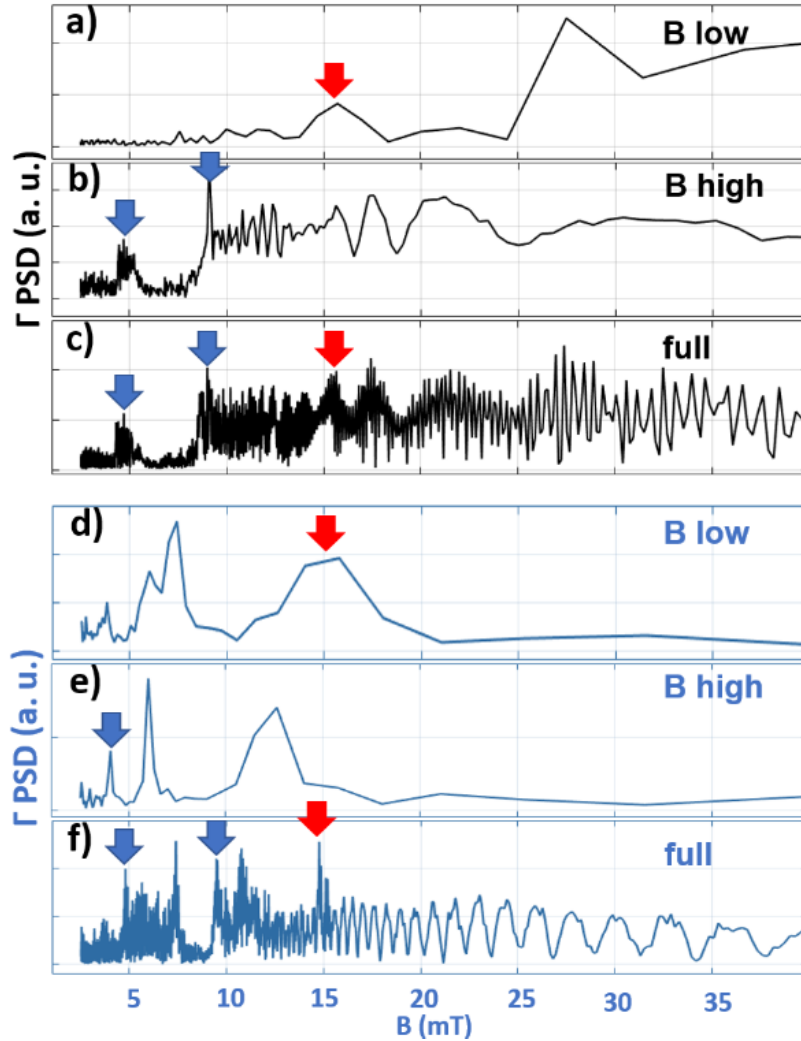 a)
B low
b)
B high
Γ PSD (a. u.)
c)
full
d)
B low
e)
B high
Γ PSD (a. u.)
f)
full
5 10 15 20 25 30 35
B (mT)